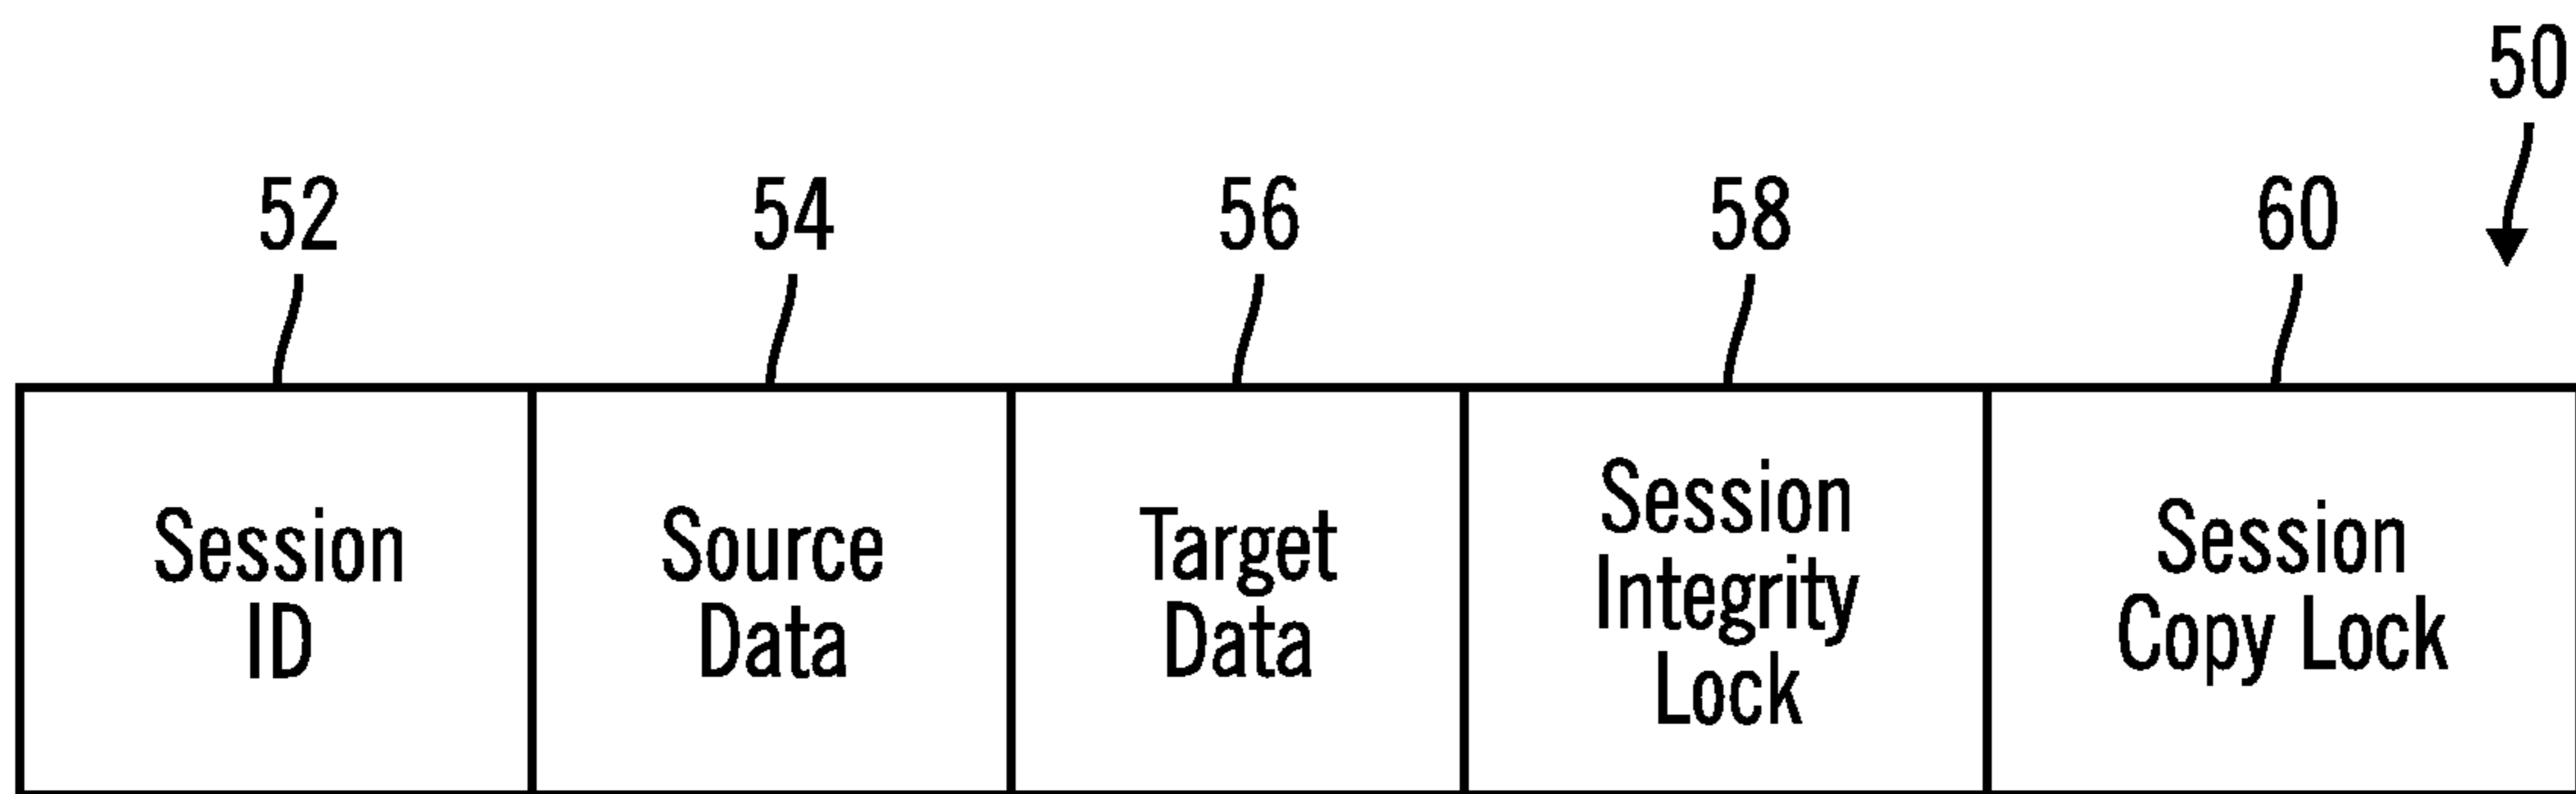 50
52
54
56
58
60
Session
ID
Source
Data
Target
Data
Session
Integrity
Lock
Session
Copy Lock